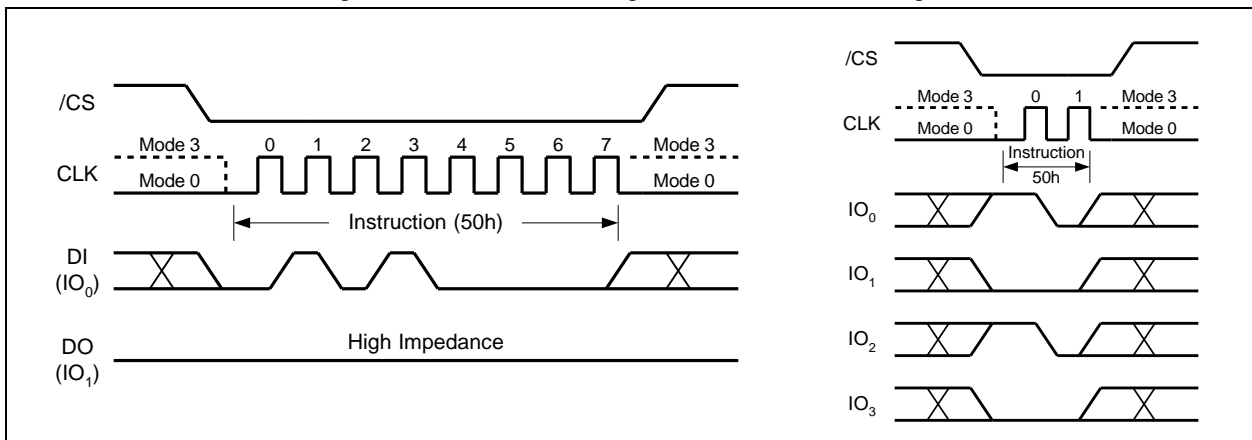 /CS
Mode 3 0 1 2 3 4 5 6 7 Mode 3
CLK Mode 0 Mode 0
Instruction (50h)
DI
(IO0)
DO High Impedance
(IO1)
/CS
Mode 3 0 1 Mode 3
CLK Mode 0 Mode 0
Instruction
50h
IO0
IO1
IO2
IO3